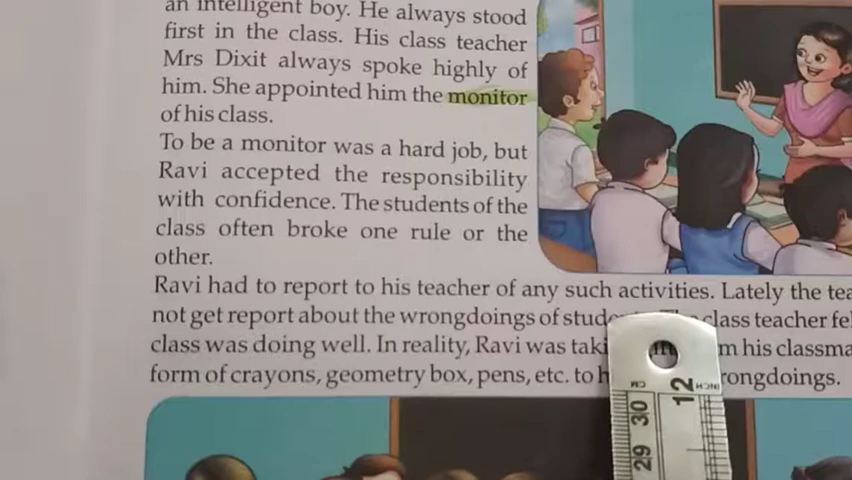 an intelligent boy. He always stood
first in the class. His class teacher
Mrs Dixit always spoke highly of
him. She appointed him the monitor
of his class.
To be a monitor was a hard job, but
Ravi accepted the responsibility
with confidence. The students of the
class often broke one rule or the
other.
Ravi had to report to his teacher of any such activities. Lately the
not get report about the wrongdoings of class teacher
class was doing well. In reality, Ravi was his
form of crayons, geometry box, pens, etc. to
CM
30
29
INCH
12